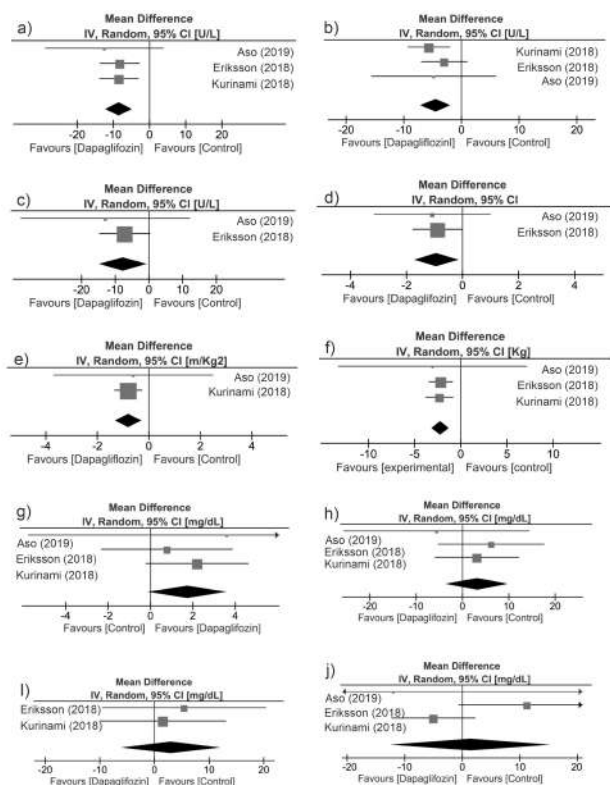 a)
Mean Difference
IV, Random, 95% CI [U/L]
Aso (2019)
Eriksson (2018)
Kurinami (2018)
-20 -10 0 10 20
Favours [Dapaglifozin] Favours [Control]
b)
Mean Difference
IV, Random, 95% CI [U/L]
Kurinami (2018)
Eriksson (2018)
Aso (2019)
-20 -10 0 10 20
Favours [Dapagliflozin] Favours [Control]
c)
Mean Difference
IV, Random, 95% CI [U/L]
Aso (2019)
Eriksson (2018)
-20 -10 0 10 20
Favours [Dapaglifozin] Favours [Control]
d)
Mean Difference
IV, Random, 95% CI
Aso (2019)
Eriksson (2018)
-4 -2 0 2 4
Favours [Dapaglifozin] Favours [Control]
e)
Mean Difference
IV, Random, 95% CI [m/Kg2]
Aso (2019)
Kurinami (2018)
-4 -2 0 2 4
Favours [Dapagliflozin] Favours [Control]
f)
Mean Difference
IV, Random, 95% CI [Kg]
Aso (2019)
Eriksson (2018)
Kurinami (2018)
-10 -5 0 5 10
Favours [experimental] Favours [control]
g)
Mean Difference
IV, Random, 95% CI [mg/dL]
Aso (2019)
Eriksson (2018)
Kurinami (2018)
-4 -2 0 2 4
Favours [Control] Favours [Dapaglifozin]
h)
Mean Difference
IV, Random, 95% CI [mg/dL]
Aso (2019)
Eriksson (2018)
Kurinami (2018)
-20 -10 0 10 20
Favours [Dapaglifozin] Favours [Control]
I)
Mean Difference
IV, Random, 95% CI [mg/dL]
Eriksson (2018)
Kurinami (2018)
-20 -10 0 10 20
Favours [Dapaglifozin] Favours [Control]
j)
Mean Difference
IV, Random, 95% CI [mg/dL]
Aso (2019)
Eriksson (2018)
Kurinami (2018)
-20 -10 0 10 20
Favours [Dapaglifozin] Favours [Control]